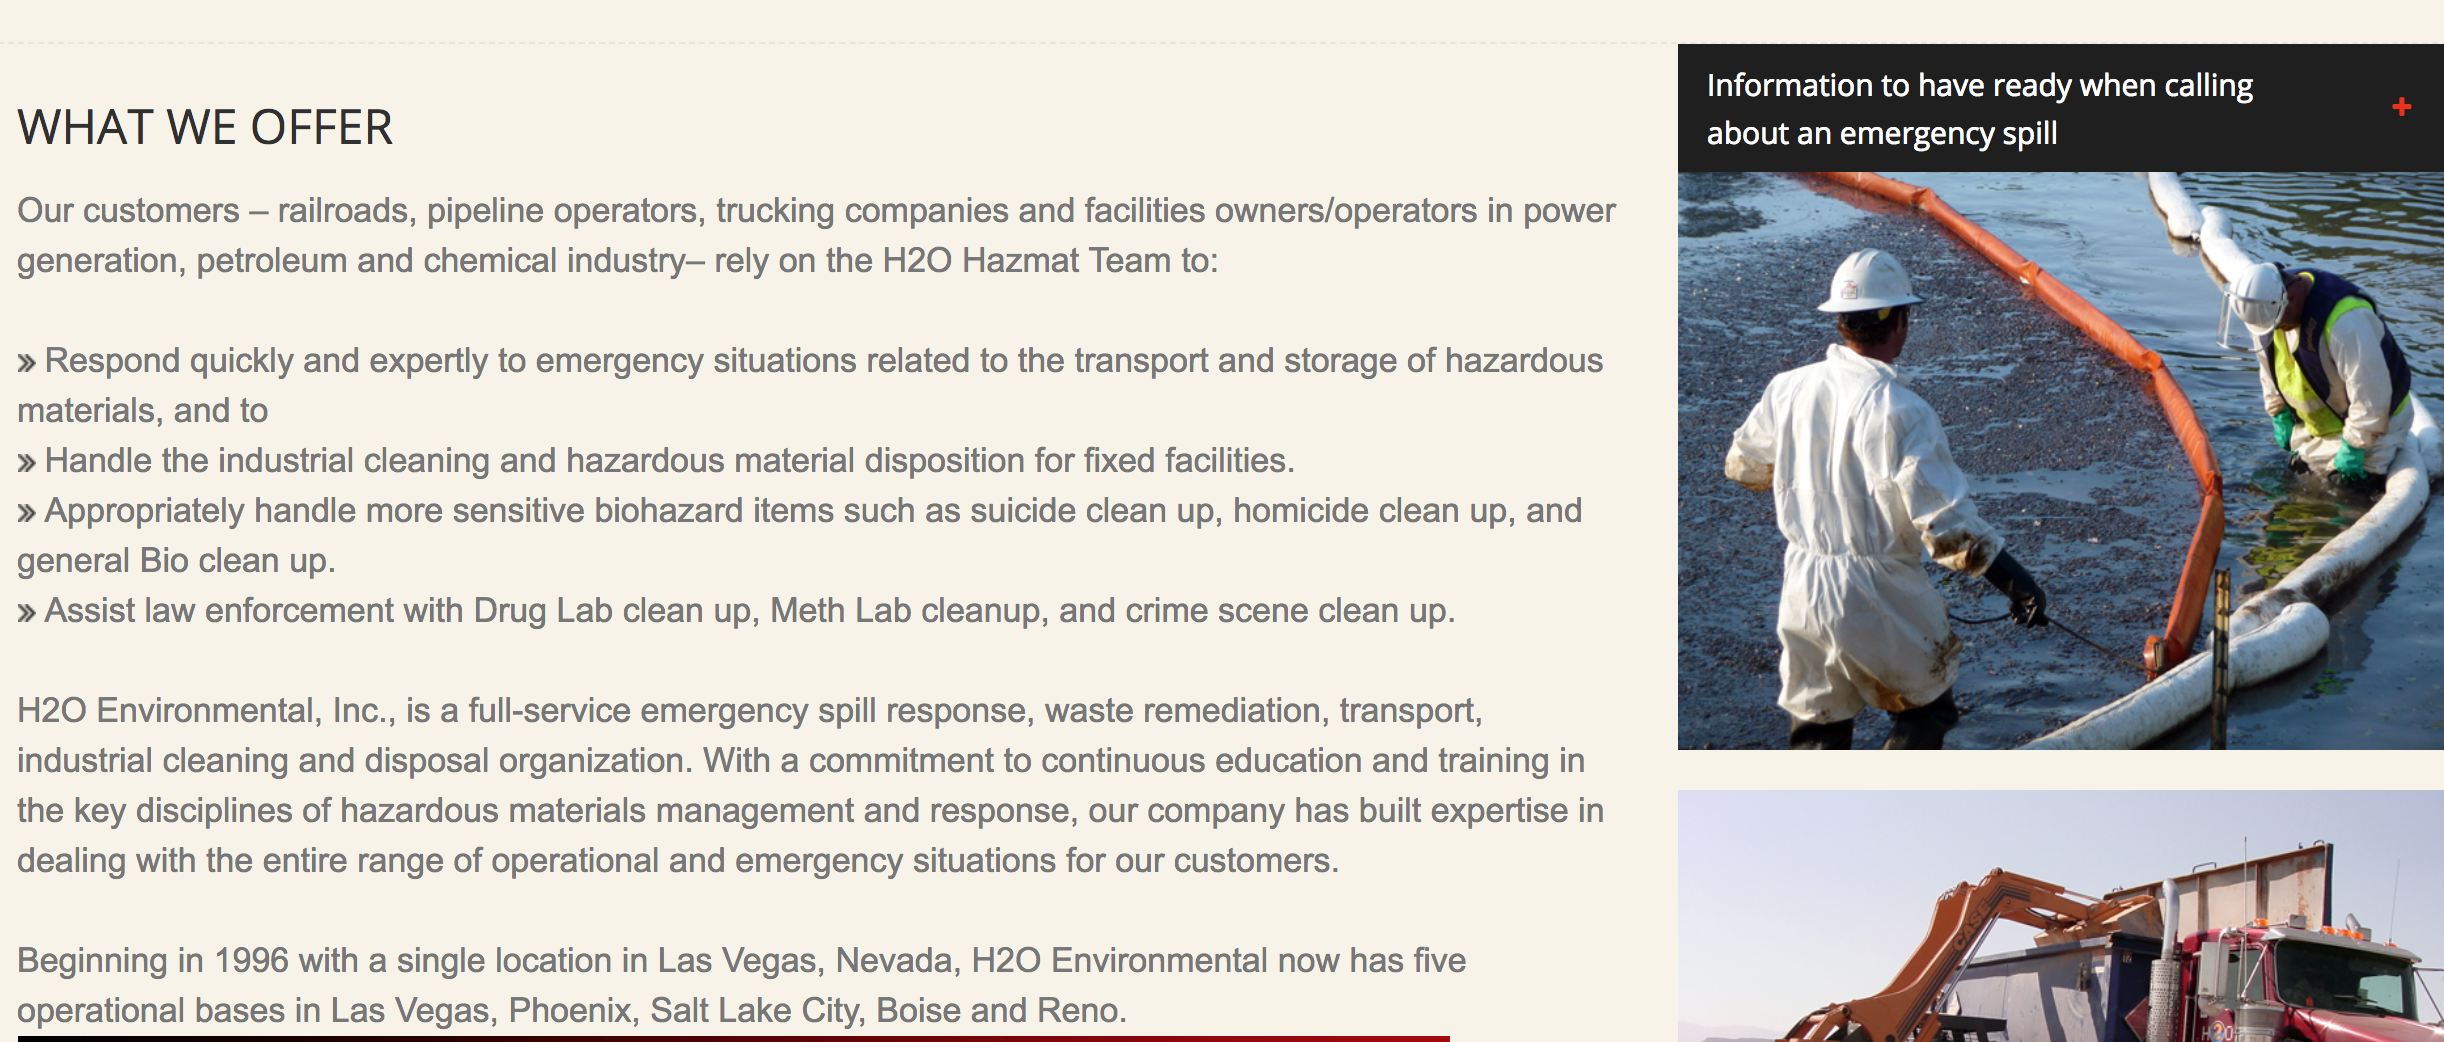 WHAT WE OFFER
Our customers – railroads, pipeline operators, trucking companies and facilities owners/operators in power
generation, petroleum and chemical industry– rely on the H2O Hazmat Team to:
» Respond quickly and expertly to emergency situations related to the transport and storage of hazardous
materials, and to
» Handle the industrial cleaning and hazardous material disposition for fixed facilities.
» Appropriately handle more sensitive biohazard items such as suicide clean up, homicide clean up, and
general Bio clean up.
» Assist law enforcement with Drug Lab clean up, Meth Lab cleanup, and crime scene clean up.
H2O Environmental, Inc., is a full-service emergency spill response, waste remediation, transport,
industrial cleaning and disposal organization. With a commitment to continuous education and training in
the key disciplines of hazardous materials management and response, our company has built expertise in
dealing with the entire range of operational and emergency situations for our customers.
Beginning in 1996 with a single location in Las Vegas, Nevada, H2O Environmental now has five
operational bases in Las Vegas, Phoenix, Salt Lake City, Boise and Reno.
Information to have ready when calling
about an emergency spill
+
CASE